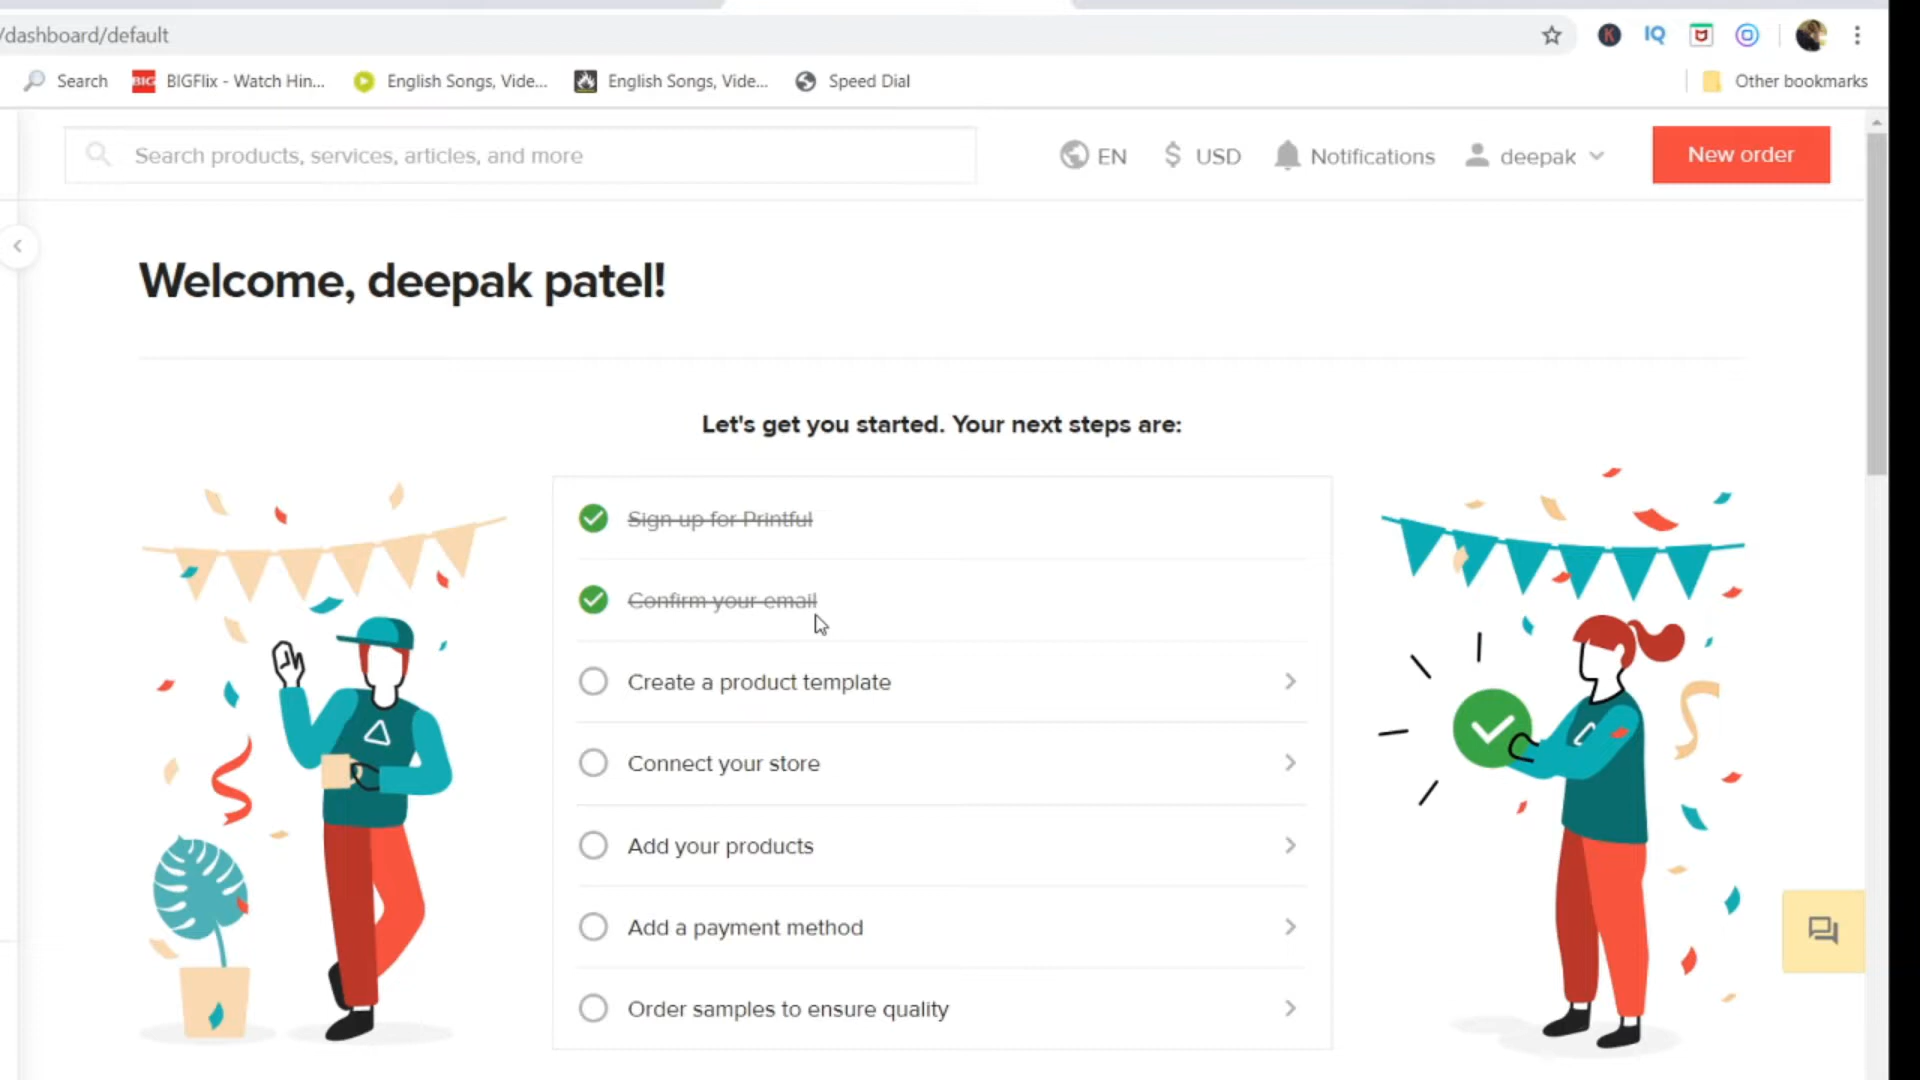 /dashboard/default
IQ
Search BIG BIGFlix - Watch Hin... English Songs, Vide... English Songs, Vide... Speed Dial Other bookmarks
Search products, services, articles, and more EN $ USD Notifications deepak New order
Welcome, deepak patel!
Let's get you started. Your next steps are:
Sign up for Printful
Confirm your email
Create a product template
Connect your store
Add your products
Add a payment method
Order samples to ensure quality